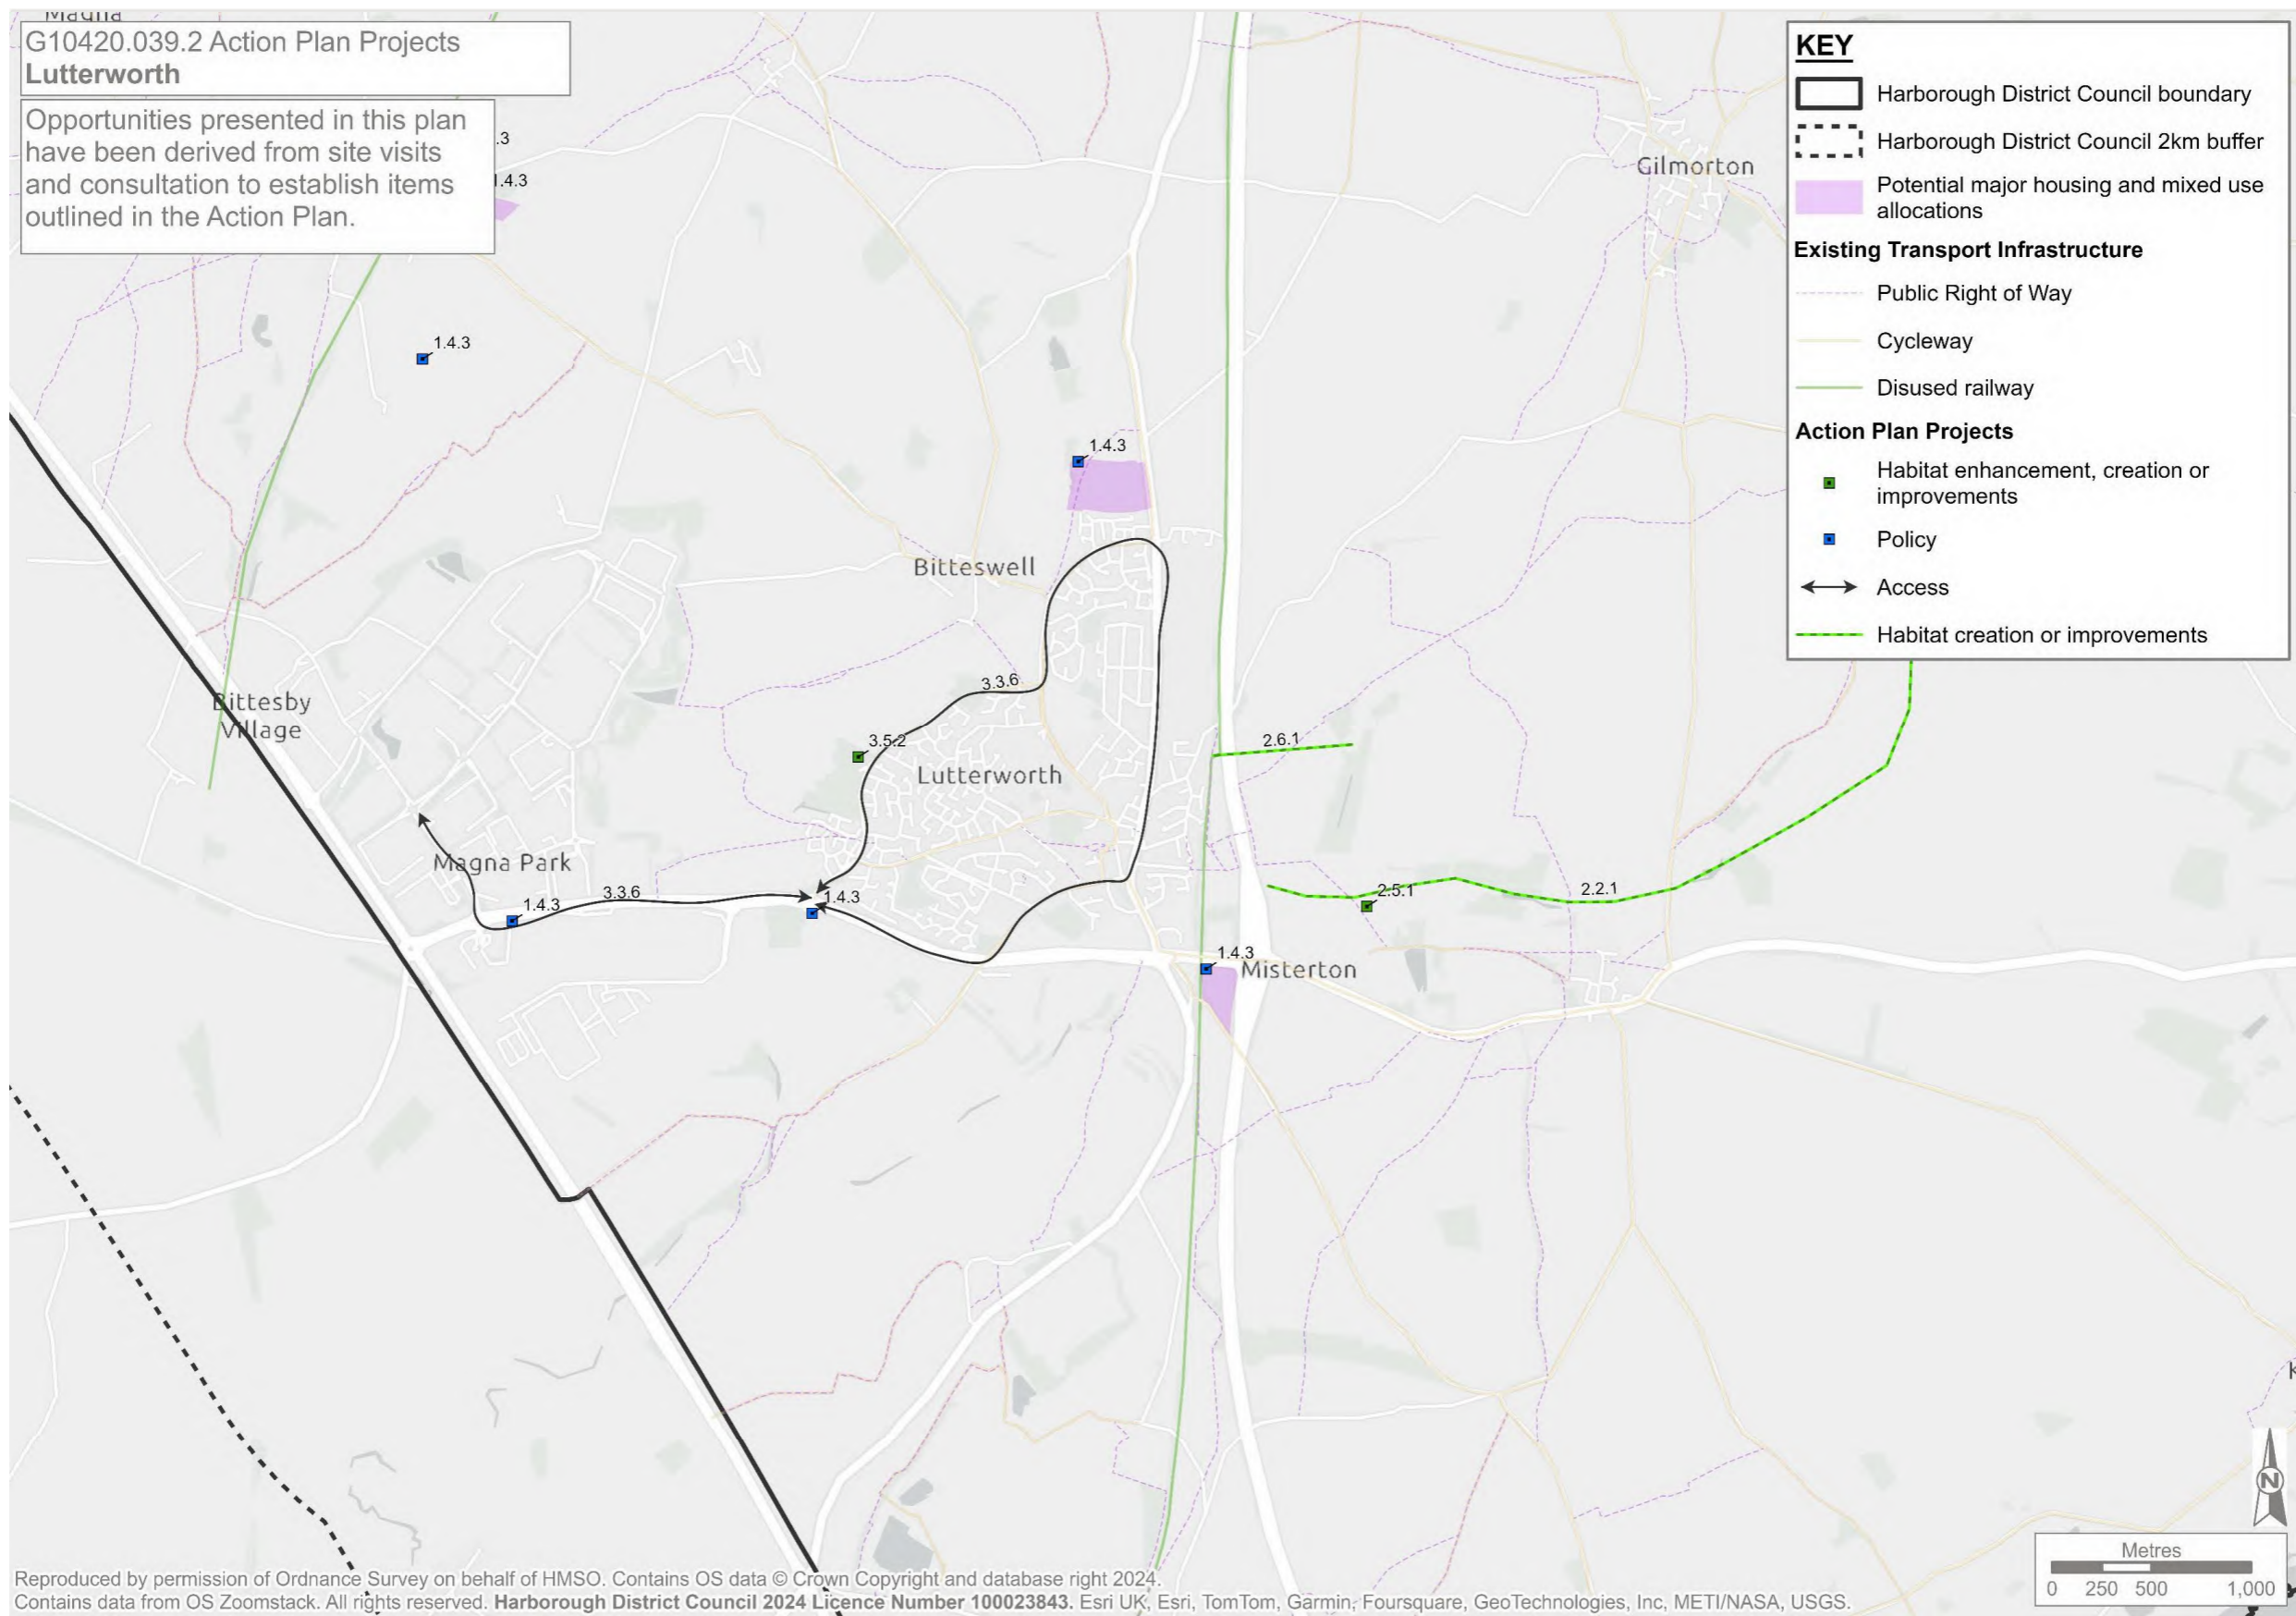 Magna
G10420.039.2 Action Plan Projects
Lutterworth
Opportunities presented in this plan
have been derived from site visits
and consultation to establish items
outlined in the Action Plan.
.3
1.4.3
KEY
Harborough District Council boundary
Harborough District Council 2km buffer
Potential major housing and mixed use
allocations
Existing Transport Infrastructure
Public Right of Way
Cycleway
Disused railway
Action Plan Projects
Habitat enhancement, creation or
improvements
Policy
Access
Habitat creation or improvements
Gilmorton
1.4.3
1.4.3
Bitteswell
3.3.6
Bittesby
Village
3.5.2
2.6.1
Lutterworth
Magna Park
3.3.6
1.4.3
1.4.3
2.5.1
2.2.1
1.4.3
Misterton
N
Metres
0 250 500 1,000
Reproduced by permission of Ordnance Survey on behalf of HMSO. Contains OS data © Crown Copyright and database right 2024.
Contains data from OS Zoomstack. All rights reserved. Harborough District Council 2024 Licence Number 100023843. Esri UK, Esri, TomTom, Garmin, Foursquare, GeoTechnologies, Inc, METI/NASA, USGS.